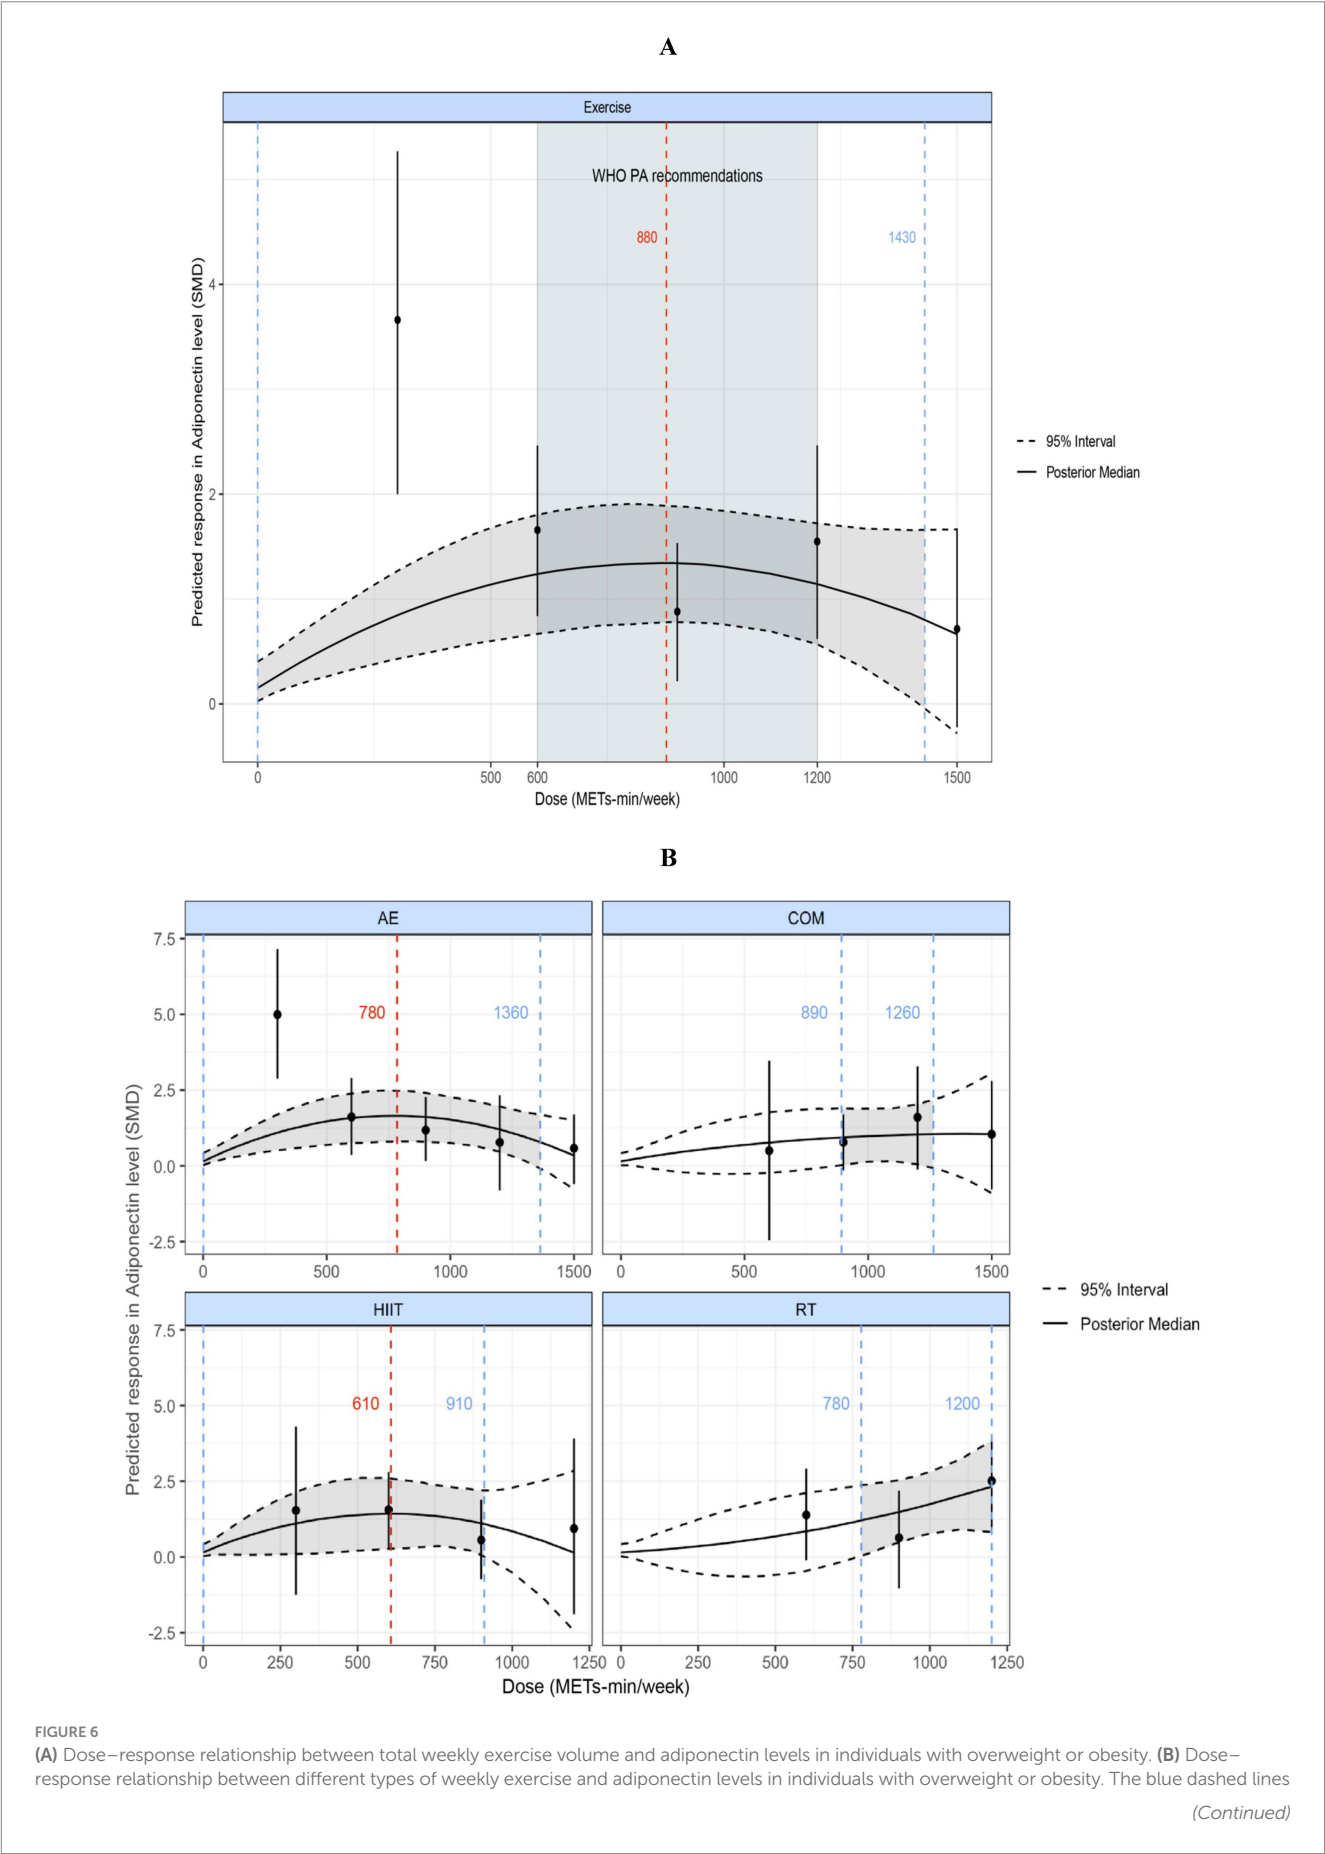 A
Exercise
WHO PA recommendations
880
1430
4
2
0
Predicted response in Adiponectin level (SMD)
0 500 600 1000 1200 1500
Dose (METs-min/week)
95% Interval
Posterior Median
B
AE COM
7.5
5.0
2.5
0.0
-2.5
780 1360 890 1260
0 500 1000 1500 0 500 1000 1500
Predicted response in Adiponectin level (SMD)
95% Interval
Posterior Median
HIIT RT
7.5
5.0
2.5
0.0
-2.5
610 910 780 1200
0 250 500 750 1000 1250 0 250 500 750 1000 1250
Dose (METs-min/week)
FIGURE 6
(A) Dose–response relationship between total weekly exercise volume and adiponectin levels in individuals with overweight or obesity. (B) Dose–
response relationship between different types of weekly exercise and adiponectin levels in individuals with overweight or obesity. The blue dashed lines
(Continued)